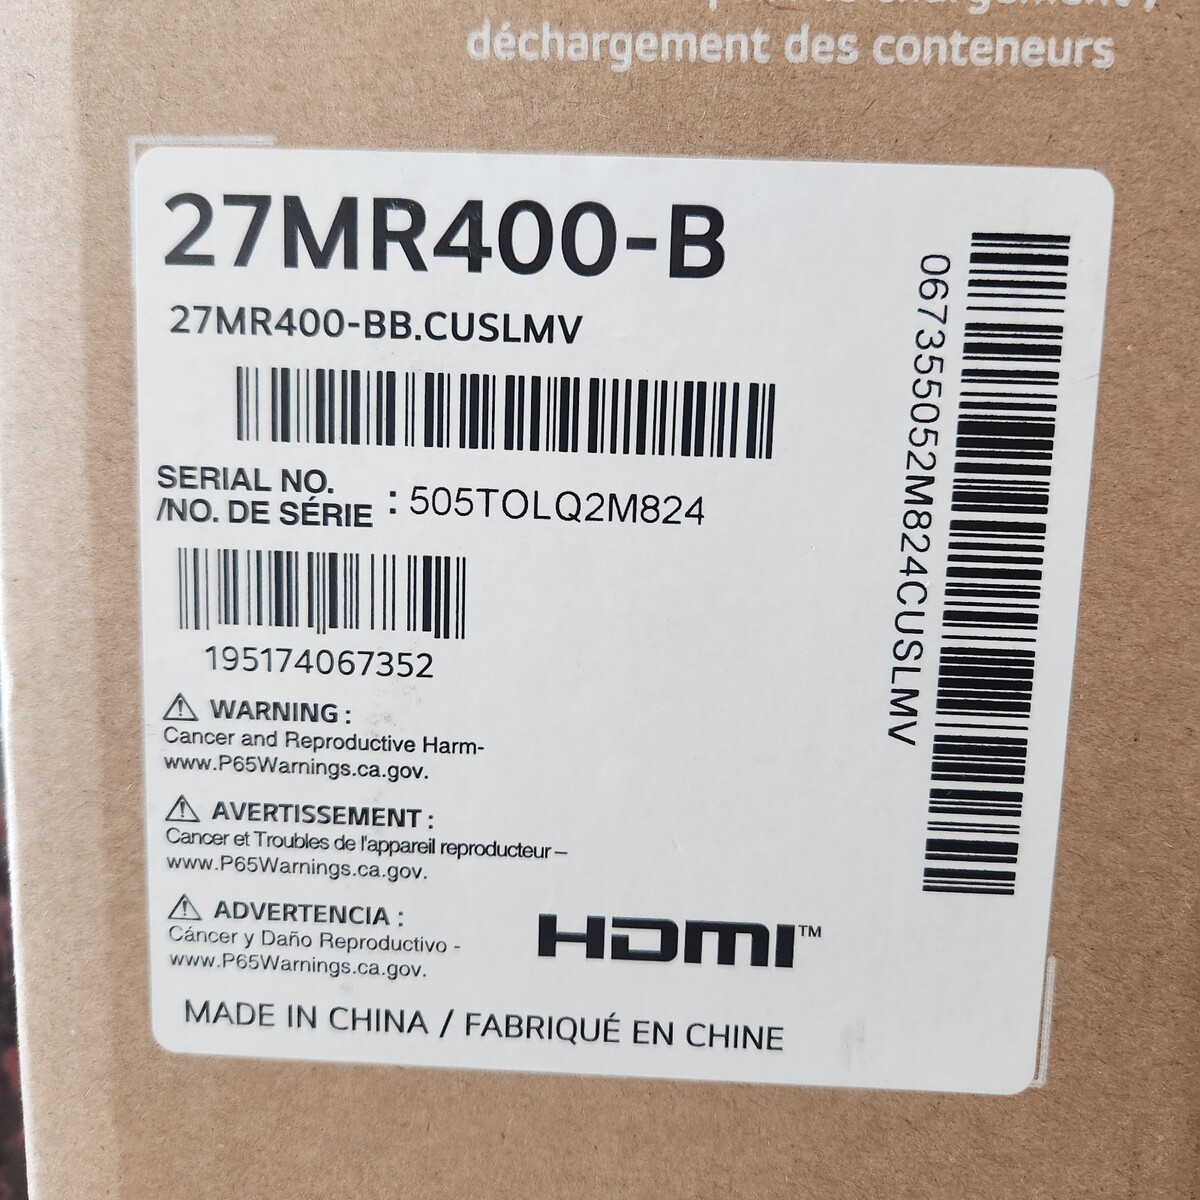 déchargement des conteneurs
27MR400-B
27MR400-BB.CUSLMV
SERIAL NO.
/NO. DE SÉRIE : 505TOLQ2M824
195174067352
WARNING :
Cancer and Reproductive Harm-
www.P65Warnings.ca.gov.
AVERTISSEMENT :
Cancer et Troubles de l'appareil reproducteur –
www.P65Warnings.ca.gov.
ADVERTENCIA :
Cáncer y Daño Reproductivo -
www.P65Warnings.ca.gov.
HDMI™
MADE IN CHINA / FABRIQUÉ EN CHINE
067355052M824CUSLMV